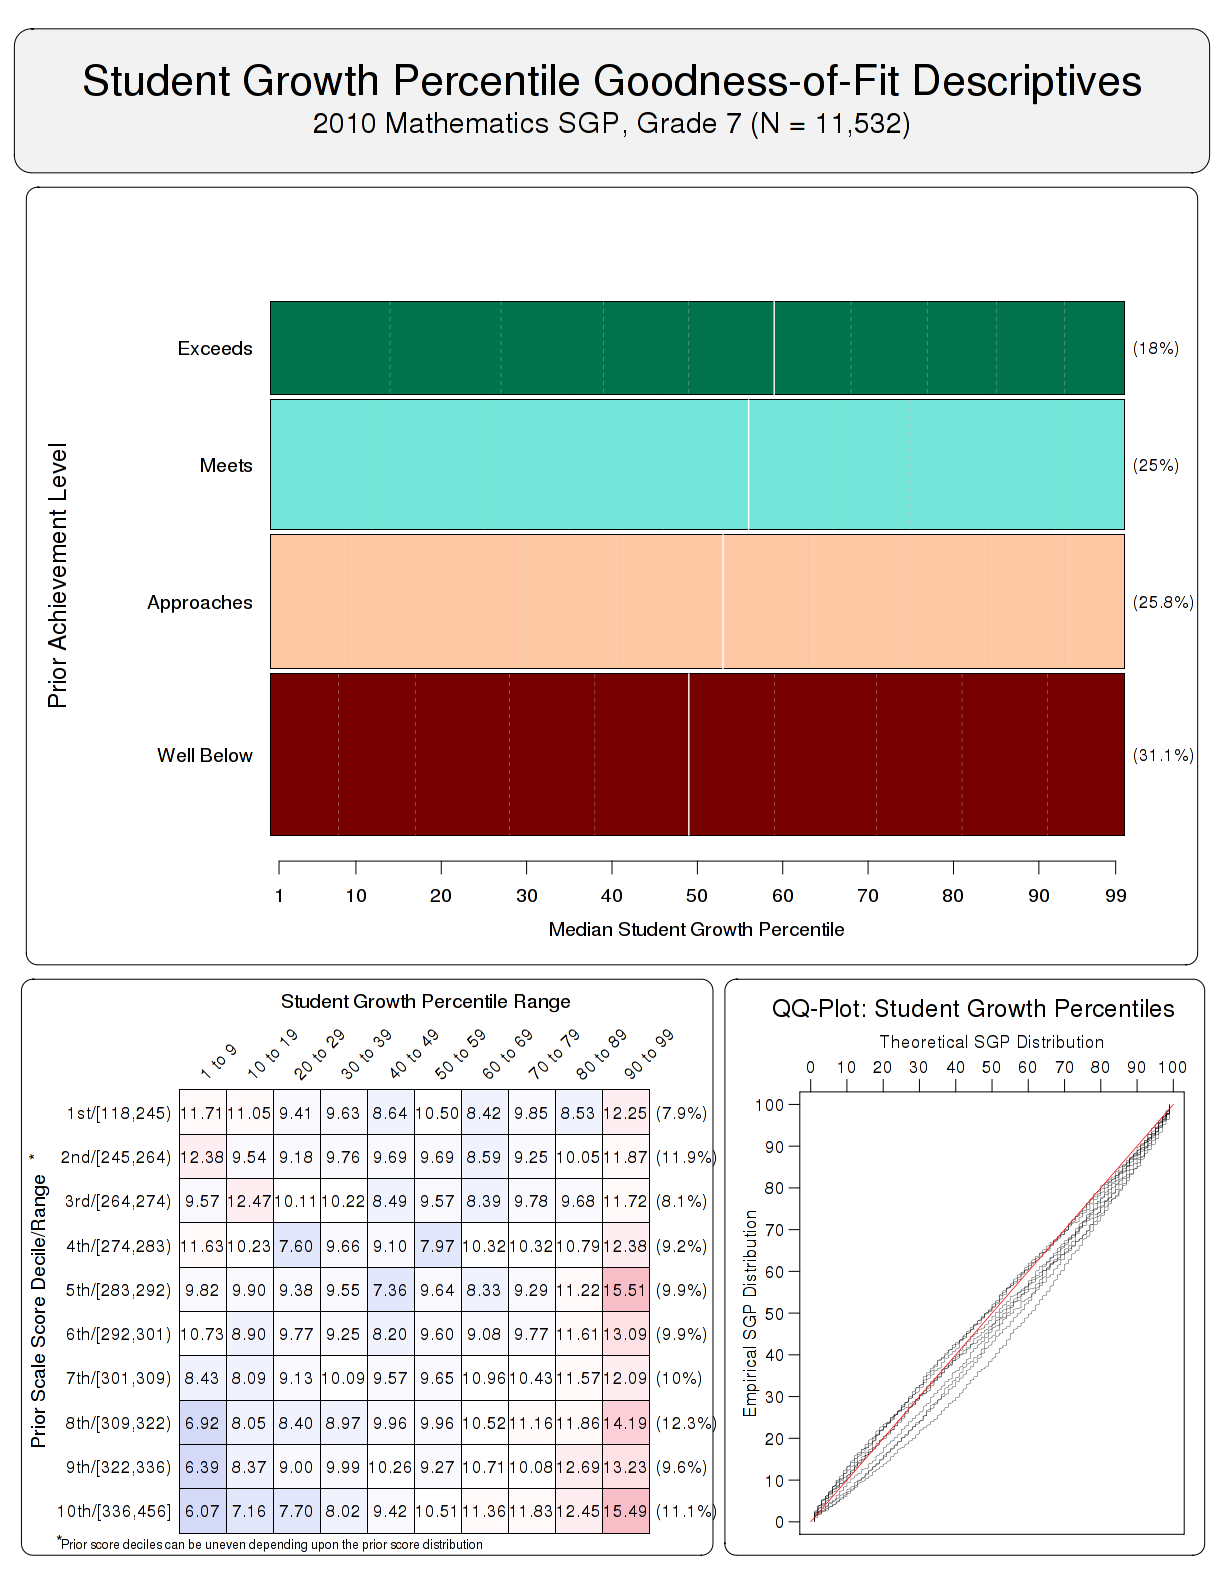 Student Growth Percentile Goodness-of-Fit Descriptives
2010 Mathematics SGP, Grade 7 (N = 11,532)
Prior Achievement Level
Exceeds (18%)
Meets (25%)
Approaches (25.8%)
Well Below (31.1%)
1 10 20 30 40 50 60 70 80 90 99
Median Student Growth Percentile
Student Growth Percentile Range
1 to 9 10 to 19 20 to 29 30 to 39 40 to 49 50 to 59 60 to 69 70 to 79 80 to 89 90 to 99
Prior Scale Score Decile/Range *
1st/[118,245) 11.71 11.05 9.41 9.63 8.64 10.50 8.42 9.85 8.53 12.25 (7.9%)
2nd/[245,264) 12.38 9.54 9.18 9.76 9.69 9.69 8.59 9.25 10.05 11.87 (11.9%)
3rd/[264,274) 9.57 12.47 10.11 10.22 8.49 9.57 8.39 9.78 9.68 11.72 (8.1%)
4th/[274,283) 11.63 10.23 7.60 9.66 9.10 7.97 10.32 10.32 10.79 12.38 (9.2%)
5th/[283,292) 9.82 9.90 9.38 9.55 7.36 9.64 8.33 9.29 11.22 15.51 (9.9%)
6th/[292,301) 10.73 8.90 9.77 9.25 8.20 9.60 9.08 9.77 11.61 13.09 (9.9%)
7th/[301,309) 8.43 8.09 9.13 10.09 9.57 9.65 10.96 10.43 11.57 12.09 (10%)
8th/[309,322) 6.92 8.05 8.40 8.97 9.96 9.96 10.52 11.16 11.86 14.19 (12.3%)
9th/[322,336) 6.39 8.37 9.00 9.99 10.26 9.27 10.71 10.08 12.69 13.23 (9.6%)
10th/[336,456] 6.07 7.16 7.70 8.02 9.42 10.51 11.36 11.83 12.45 15.49 (11.1%)
*Prior score deciles can be uneven depending upon the prior score distribution
QQ-Plot: Student Growth Percentiles
Theoretical SGP Distribution
0 10 20 30 40 50 60 70 80 90 100
Empirical SGP Distribution
100
90
80
70
60
50
40
30
20
10
0